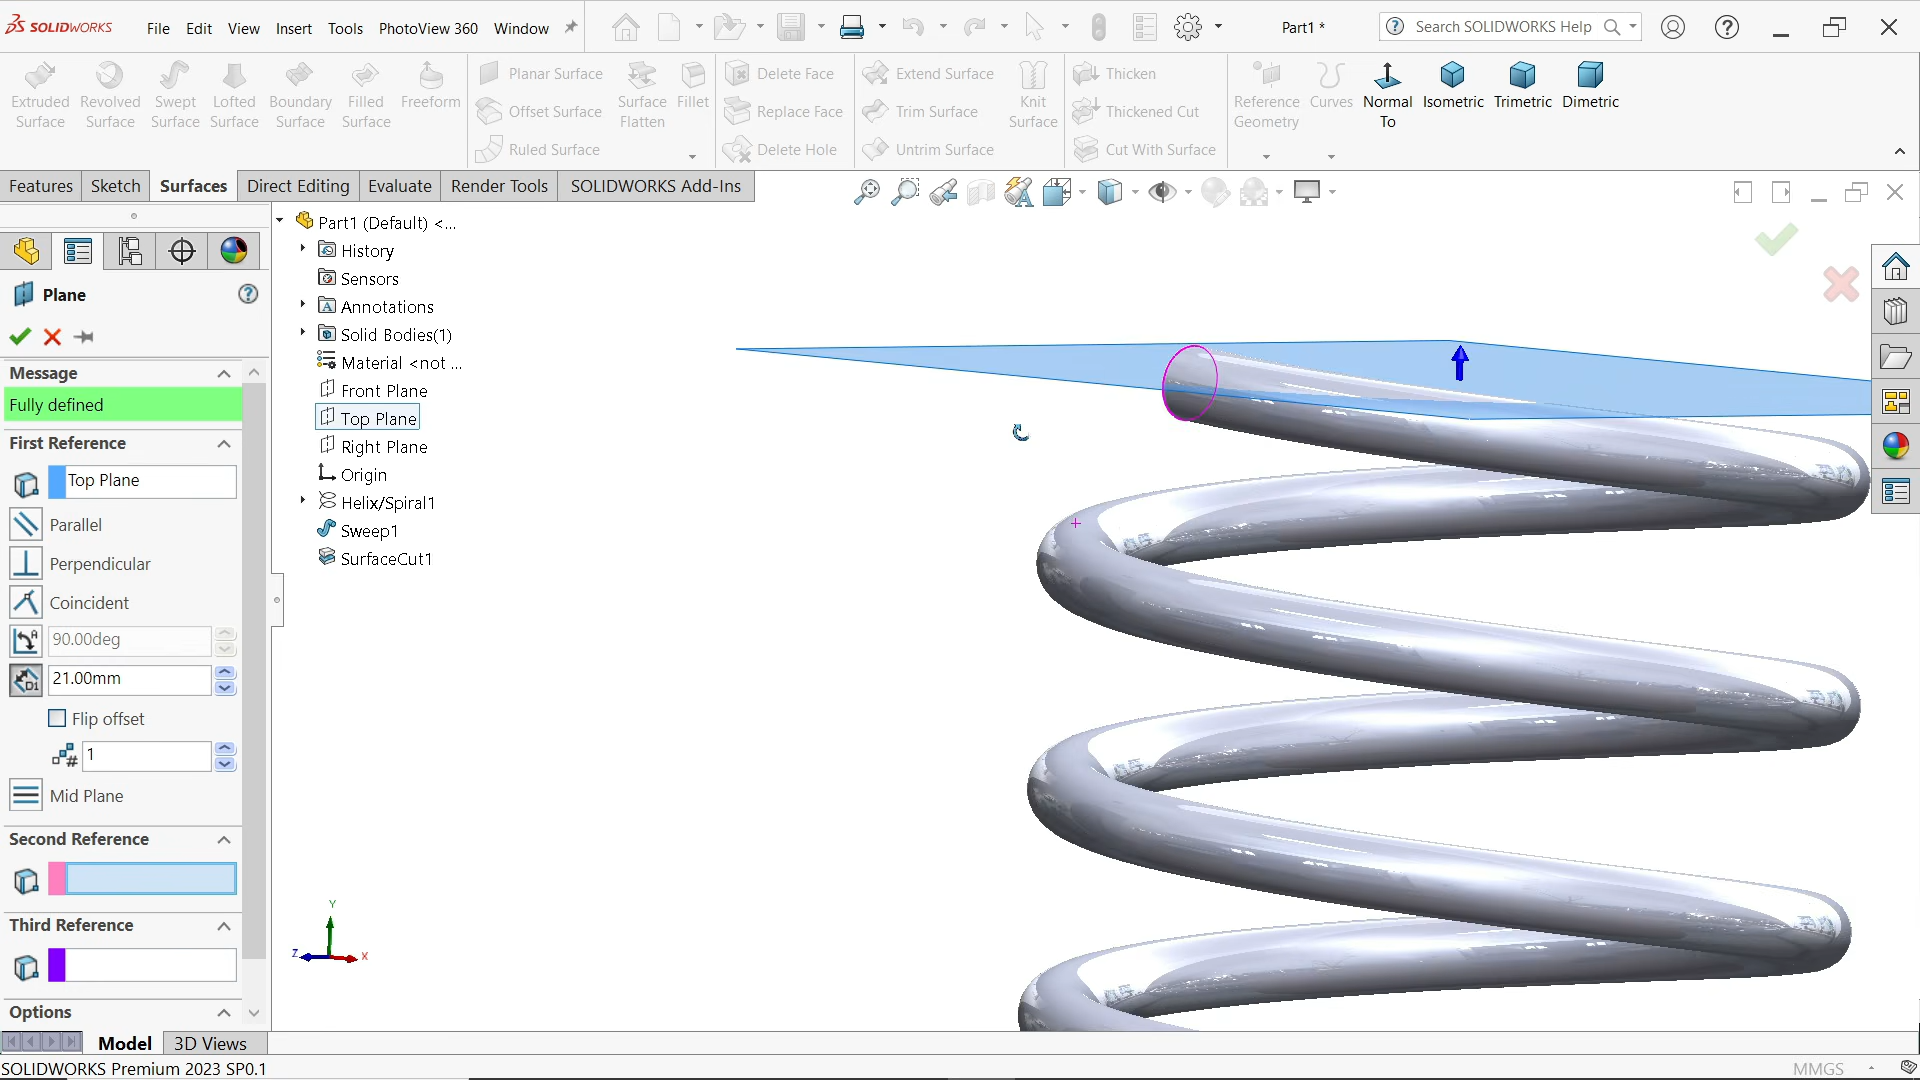 SOLIDWORKS
File Edit View Insert Tools PhotoView 360 Window
Part1 *
Search SOLIDWORKS Help
Extruded Surface
Revolved Surface
Swept Surface
Lofted Surface
Boundary Surface
Filled Surface
Freeform
Planar Surface
Offset Surface
Ruled Surface
Surface Flatten
Fillet
Delete Face
Replace Face
Delete Hole
Extend Surface
Trim Surface
Untrim Surface
Knit Surface
Thicken
Thickened Cut
Cut With Surface
Reference Geometry
Curves
Normal To
Isometric
Trimetric
Dimetric
Features Sketch Surfaces Direct Editing Evaluate Render Tools SOLIDWORKS Add-Ins
Plane
Message
Fully defined
First Reference
Top Plane
Parallel
Perpendicular
Coincident
90.00deg
21.00mm
Flip offset
1
Mid Plane
Second Reference
Third Reference
Options
Part1 (Default) <...
History
Sensors
Annotations
Solid Bodies(1)
Material <not ...
Front Plane
Top Plane
Right Plane
Origin
Helix/Spiral1
Sweep1
SurfaceCut1
Y
Z
X
Model 3D Views
SOLIDWORKS Premium 2023 SP0.1
MMGS